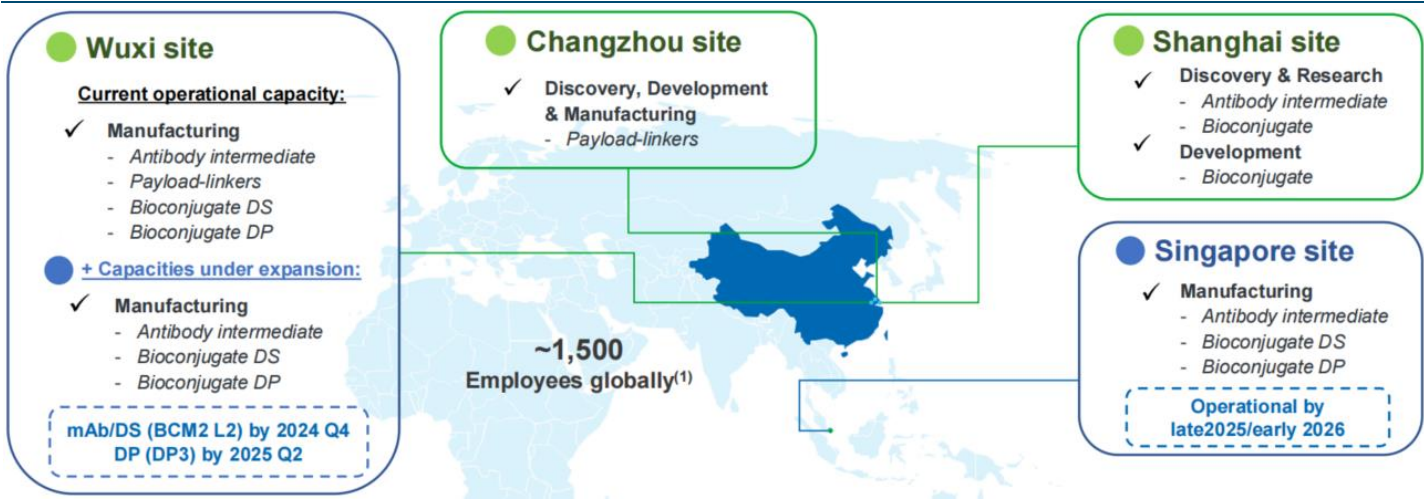 Wuxi site
Current operational capacity:
✓ Manufacturing
- Antibody intermediate
- Payload-linkers
- Bioconjugate DS
- Bioconjugate DP
+ Capacities under expansion:
✓ Manufacturing
- Antibody intermediate
- Bioconjugate DS
- Bioconjugate DP
mAb/DS (BCM2 L2) by 2024 Q4
DP (DP3) by 2025 Q2
Changzhou site
✓ Discovery, Development
& Manufacturing
- Payload-linkers
~1,500
Employees globally(1)
Shanghai site
✓ Discovery & Research
- Antibody intermediate
- Bioconjugate
✓ Development
- Bioconjugate
Singapore site
✓ Manufacturing
- Antibody intermediate
- Bioconjugate DS
- Bioconjugate DP
Operational by
late2025/early 2026